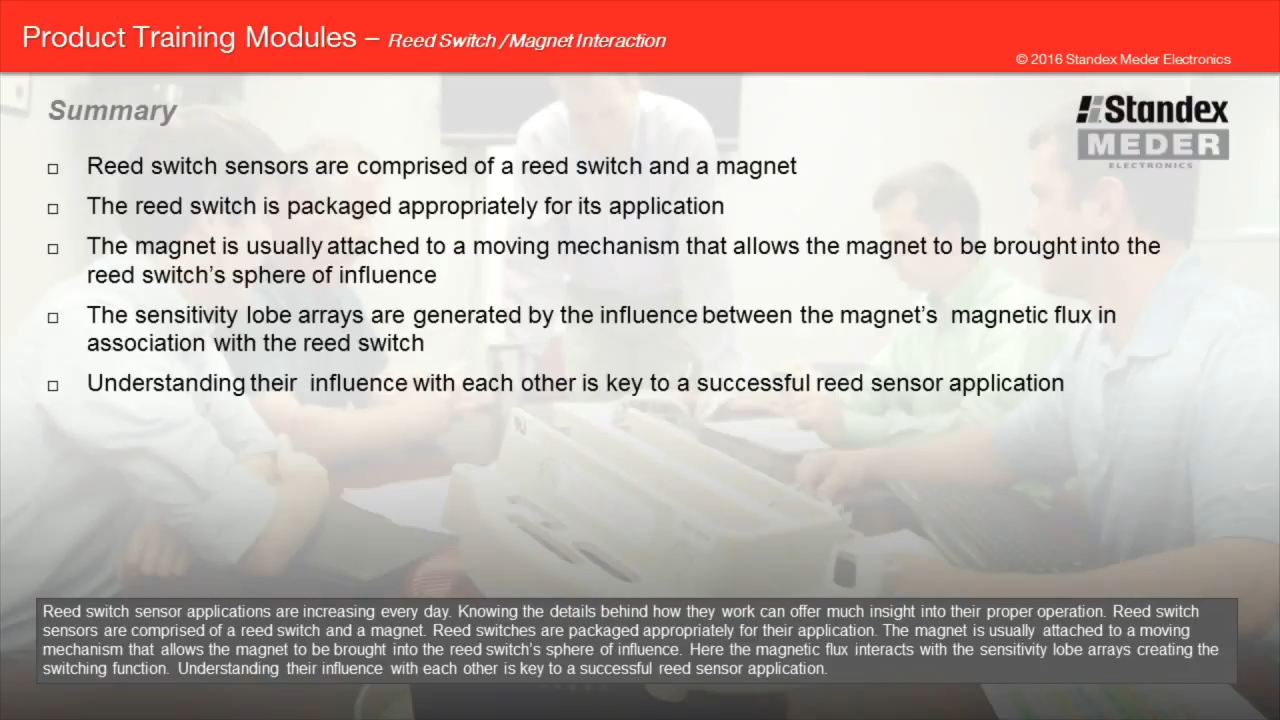 Product Training Modules – Reed Switch / Magnet Interaction
© 2016 Standex Meder Electronics
Summary
Standex
MEDER
ELECTRONICS
□ Reed switch sensors are comprised of a reed switch and a magnet
□ The reed switch is packaged appropriately for its application
□ The magnet is usually attached to a moving mechanism that allows the magnet to be brought into the
reed switch’s sphere of influence
□ The sensitivity lobe arrays are generated by the influence between the magnet’s  magnetic flux in
association with the reed switch
□ Understanding their  influence with each other is key to a successful reed sensor application
Reed switch sensor applications are increasing every day. Knowing the details behind how they work can offer much insight into their proper operation. Reed switch
sensors are comprised of a reed switch and a magnet. Reed switches are packaged appropriately for their application. The magnet is usually attached to a moving
mechanism that allows the magnet to be brought into the reed switch’s sphere of influence. Here the magnetic flux interacts with the sensitivity lobe arrays creating the
switching function.  Understanding their influence with each other is key to a successful reed sensor application.